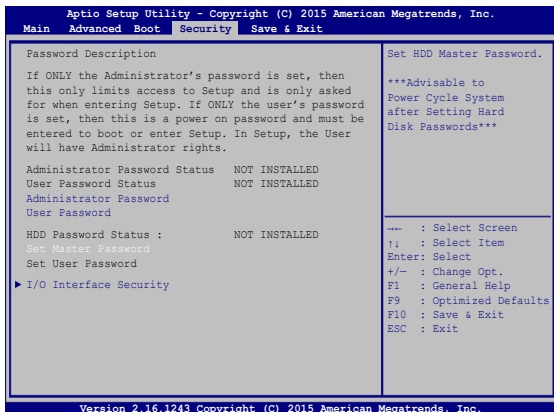 Aptio Setup Utility - Copyright (C) 2015 American Megatrends, Inc.
Main Advanced Boot Security Save & Exit
Password Description
If ONLY the Administrator's password is set, then
this only limits access to Setup and is only asked
for when entering Setup. If ONLY the user's password
is set, then this is a power on password and must be
entered to boot or enter Setup. In Setup, the User
will have Administrator rights.
Administrator Password Status NOT INSTALLED
User Password Status NOT INSTALLED
Administrator Password
User Password
HDD Password Status : NOT INSTALLED
Set Master Password
Set User Password
I/O Interface Security
Set HDD Master Password.
***Advisable to
Power Cycle System
after Setting Hard
Disk Passwords***
→← : Select Screen
↑↓ : Select Item
Enter: Select
+/— : Change Opt.
F1 : General Help
F9 : Optimized Defaults
F10 : Save & Exit
ESC : Exit
Version 2.16.1243 Copyright (C) 2015 American Megatrends, Inc.